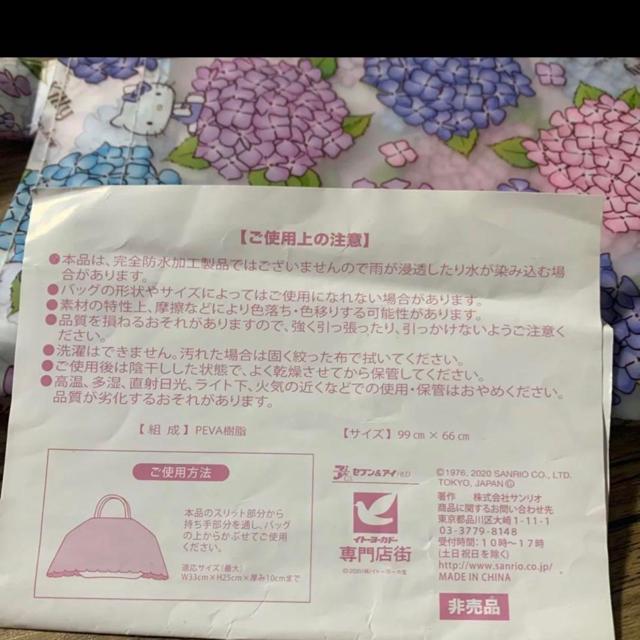 【ご使用上の注意】
●本品は、完全防水加工製品ではございませんので雨が浸透したり水が染み込む場
合があります。
●バッグの形状やサイズによってはご使用になれない場合があります。
●素材の特性上、摩擦などにより色落ち・色移りする可能性があります。
●品質を損ねるおそれがありますので、強く引っ張ったり、引っかけないようご注意く
ださい。
●洗濯はできません。汚れた場合は固く絞った布で拭いてください。
●ご使用後は陰干しした状態で、よく乾燥させてから保管してください。
●高温、多湿、直射日光、ライト下、火気の近くなどでの使用・保管はおやめください。
品質が劣化するおそれがあります。
【組成】PEVA樹脂
【サイズ】99㎝×66㎝
ご使用方法
本品のスリット部分から
持ち手部分を通し、バッグ
の上からかぶせてご使用
ください。
適応サイズ(最大)
W33cm×H25cm×厚み10cmまで
セブン&アイ
イトーヨーカドー
専門店街
©1976, 2020 SANRIO CO., LTD.
TOKYO, JAPAN Ⓛ
著作 株式会社サンリオ
商品に関するお問い合わせ先
東京都品川区大崎1-11-1
03-3779-8148
受付時間:10時〜17時
(土日祝日を除く)
http://www.sanrio.co.jp/
MADE IN CHINA
非売品